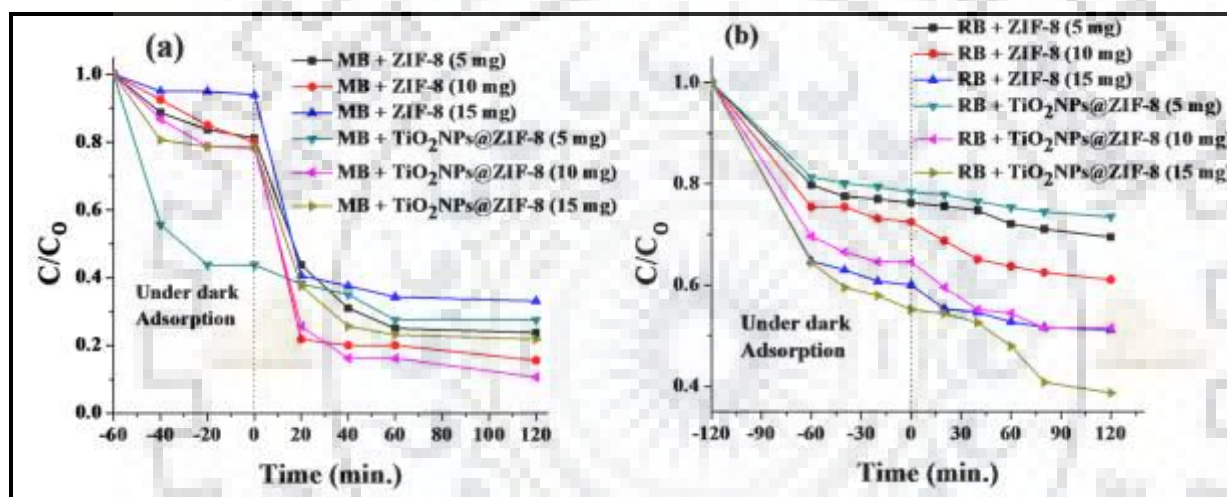 (a)
MB + ZIF-8 (5 mg)
MB + ZIF-8 (10 mg)
MB + ZIF-8 (15 mg)
MB + TiO2NPs@ZIF-8 (5 mg)
MB + TiO2NPs@ZIF-8 (10 mg)
MB + TiO2NPs@ZIF-8 (15 mg)
1.0
0.8
0.6
0.4
0.2
0.0
C/C0
Under dark
Adsorption
-60 -40 -20 0 20 40 60 80 100 120
Time (min.)
(b)
RB + ZIF-8 (5 mg)
RB + ZIF-8 (10 mg)
RB + ZIF-8 (15 mg)
RB + TiO2NPs@ZIF-8 (5 mg)
RB + TiO2NPs@ZIF-8 (10 mg)
RB + TiO2NPs@ZIF-8 (15 mg)
1.0
0.8
0.6
0.4
C/C0
Under dark
Adsorption
-120 -90 -60 -30 0 30 60 90 120
Time (min.)